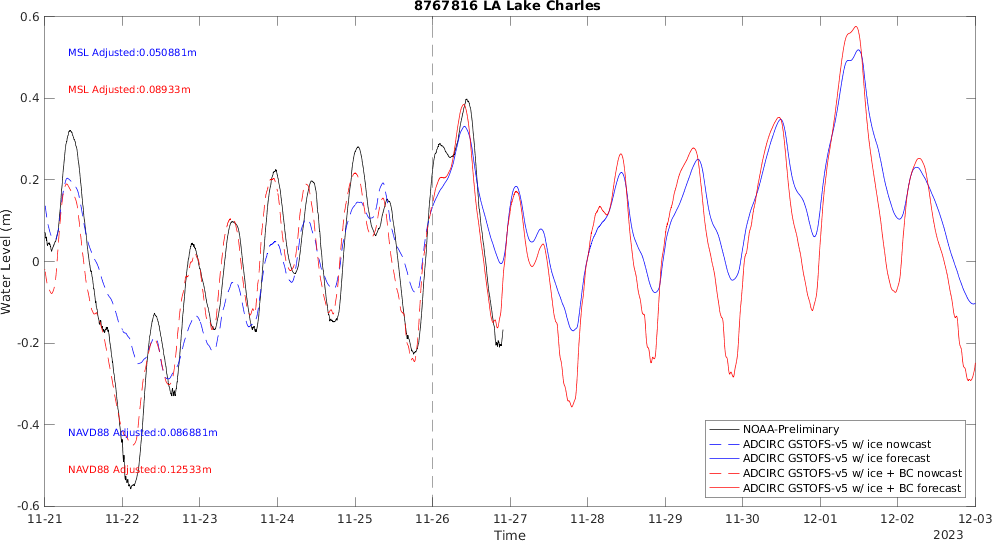 8767816 LA Lake Charles
0.6
MSL Adjusted:0.050881m
0.4
MSL Adjusted:0.08933m
0.2
0
Water Level (m)
-0.2
-0.4
NAVD88 Adjusted:0.086881m
NAVD88 Adjusted:0.12533m
-0.6
NOAA-Preliminary
ADCIRC GSTOFS-v5 w/ ice nowcast
ADCIRC GSTOFS-v5 w/ ice forecast
ADCIRC GSTOFS-v5 w/ ice + BC nowcast
ADCIRC GSTOFS-v5 w/ ice + BC forecast
11-21 11-22 11-23 11-24 11-25 11-26 11-27 11-28 11-29 11-30 12-01 12-02 12-03
Time
2023